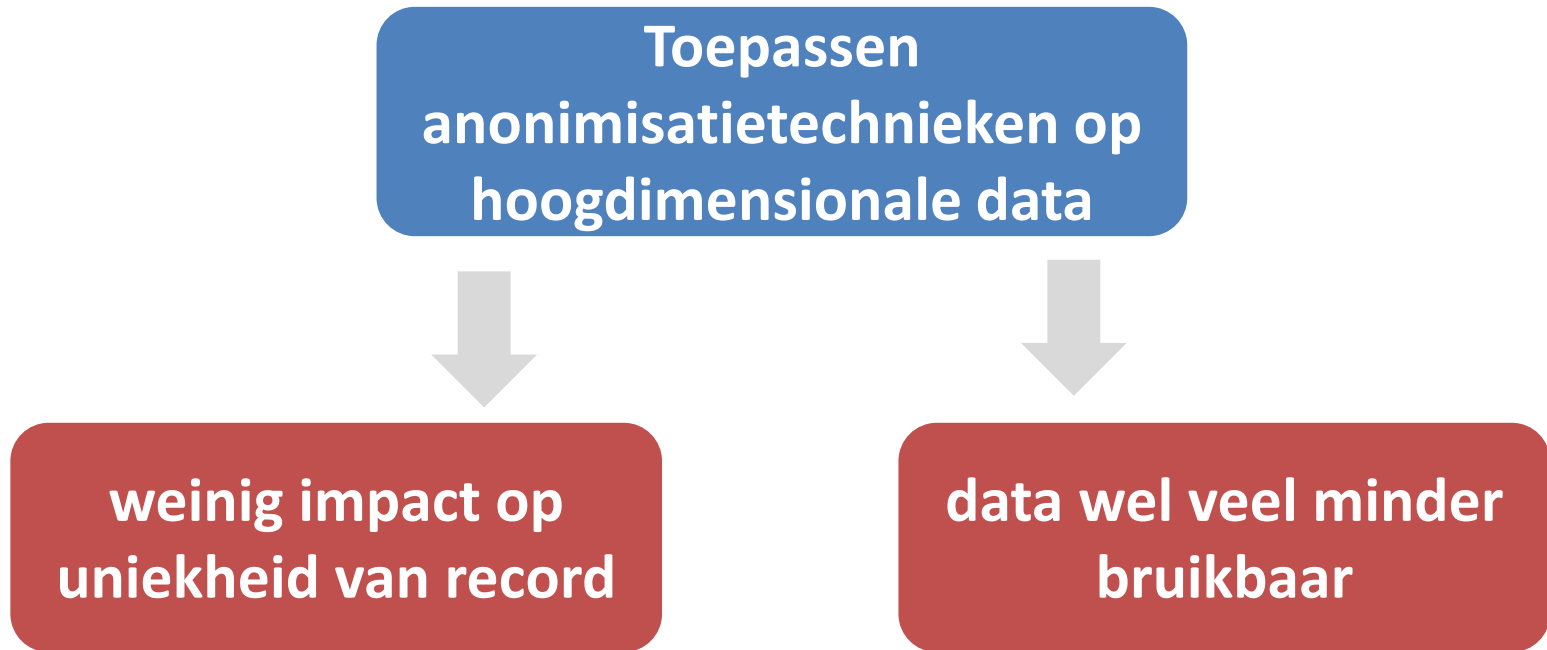 Toepassen
anonimisatietechnieken op
hoogdimensionale data
weinig impact op
uniekheid van record
data wel veel minder
bruikbaar